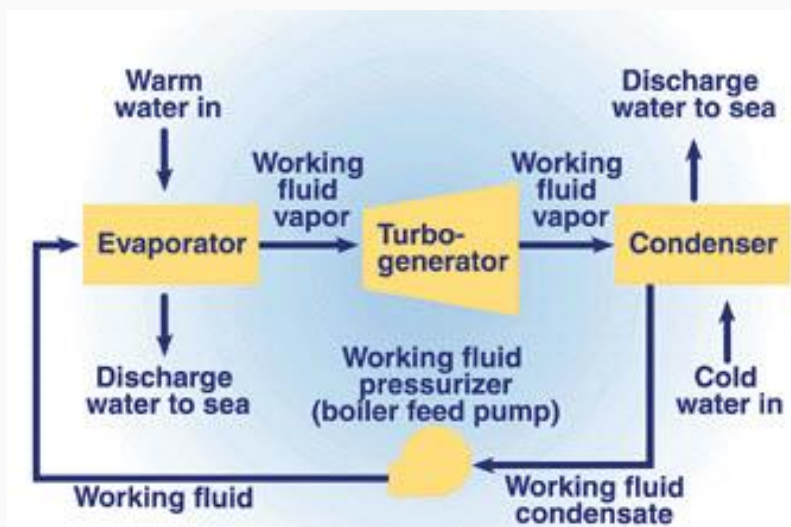 Warm
water in
Discharge
water to sea
Working
fluid
vapor
Working
fluid
vapor
Evaporator
Turbo-
generator
Condenser
Discharge
water to sea
Working fluid
pressurizer
(boiler feed pump)
Cold
water in
Working fluid
Working fluid
condensate